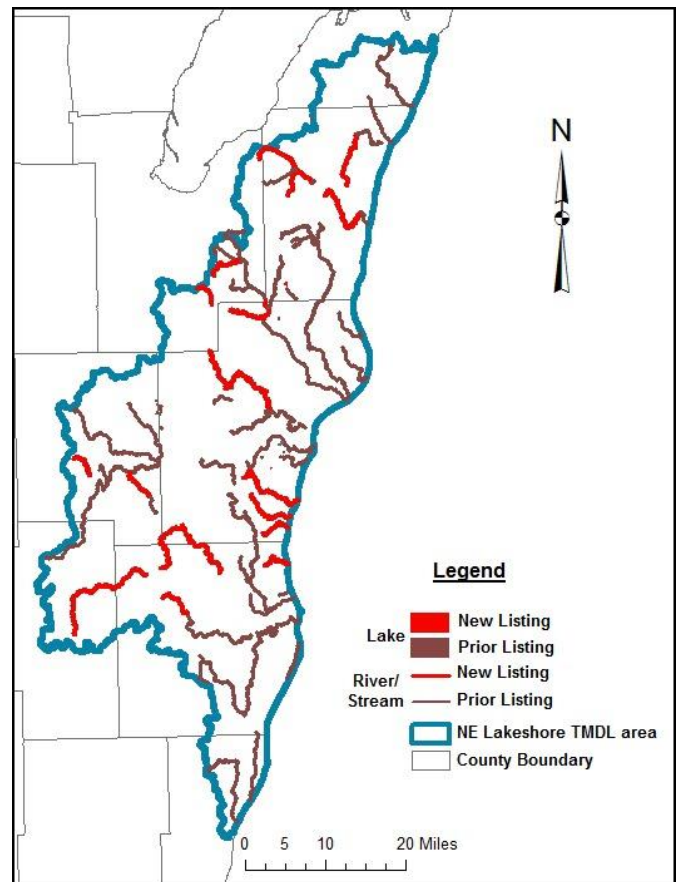 N
Legend
Lake
New Listing
Prior Listing
River/
Stream
New Listing
Prior Listing
NE Lakeshore TMDL area
County Boundary
0 5 10 20 Miles